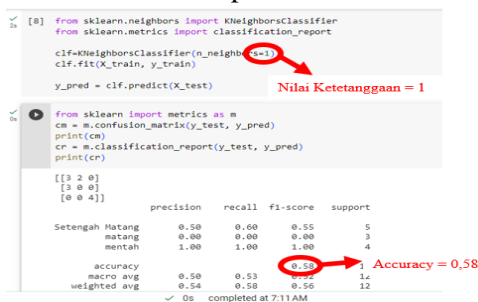 2s [8] from sklearn.neighbors import KNeighborsClassifier
from sklearn.metrics import classification_report
clf=KNeighborsClassifier(n_neighbors=1)
clf.fit(X_train, y_train)
y_pred = clf.predict(X_test)
Nilai Ketetanggaan = 1
0s from sklearn import metrics as m
cm = m.confusion_matrix(y_test, y_pred)
print(cm)
cr = m.classification_report(y_test, y_pred)
print(cr)
[[3 2 0]
[3 0 0]
[0 0 4]]
precision recall f1-score support
Setengah Matang 0.50 0.60 0.55 5
matang 0.00 0.00 0.00 3
mentah 1.00 1.00 1.00 4
accuracy 0.58
Accuracy = 0,58
macro avg 0.50 0.53 0.52 12
weighted avg 0.54 0.58 0.56 12
0s completed at 7:11 AM